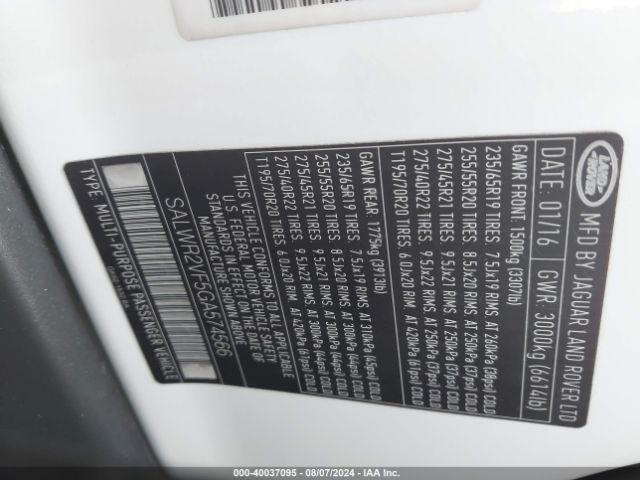 LAND ROVER
MFD BY JAGUAR LAND ROVER LTD
DATE: 01/16 GWR: 3000kg (6614lb)
GAWR FRONT: 1500kg (3307lb)
235/65R19 TIRES. 7.5Jx19 RIMS AT 260kPa (38psi) COLD
255/55R20 TIRES. 8.5Jx20 RIMS AT 250kPa (37psi) COLD
275/45R21 TIRES. 9.5Jx21 RIMS AT 250kPa (37psi) COLD
275/40R22 TIRES. 9.5Jx22 RIMS AT 250kPa (37psi) COLD
T195/70R20 TIRES. 6.0Jx20 RIM. AT 420kPa (61psi) COLD
GAWR REAR: 1775kg (3913lb)
235/65R19 TIRES. 7.5Jx19 RIMS AT 310kPa (45psi) COLD
255/55R20 TIRES. 8.5Jx20 RIMS AT 300kPa (44psi) COLD
275/45R21 TIRES. 9.5Jx21 RIMS AT 300kPa (44psi) COLD
275/40R22 TIRES. 9.5Jx22 RIMS AT 300kPa (44psi) COLD
T195/70R20 TIRES. 6.0Jx20 RIM. AT 420kPa (61psi) COLD
THIS VEHICLE CONFORMS TO ALL APPLICABLE
U.S. FEDERAL MOTOR VEHICLE SAFETY
STANDARDS IN EFFECT ON THE DATE OF
MANUFACTURE SHOWN ABOVE
SALWR2VF5GA574566
TYPE: MULTI-PURPOSE PASSENGER VEHICLE
000-40037095 - 08/07/2024 - IAA Inc.